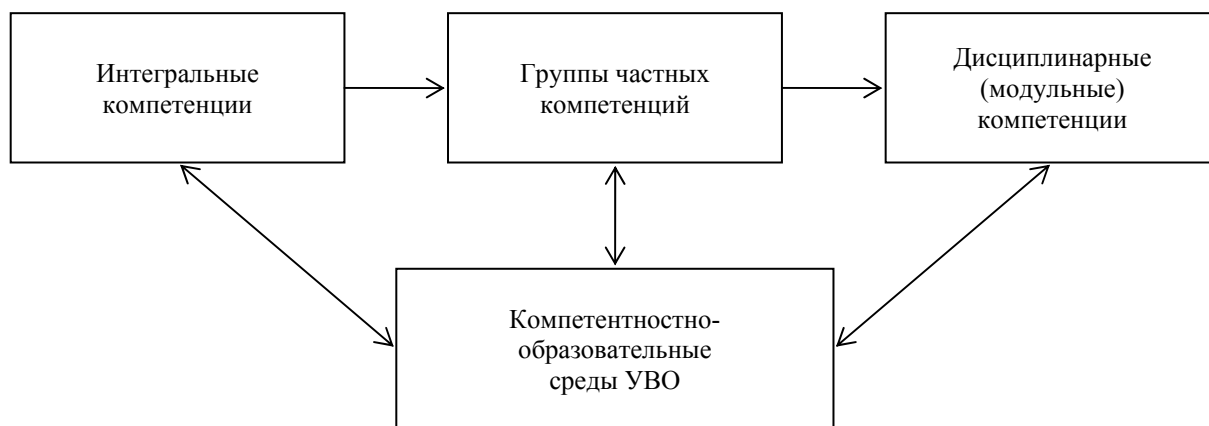 Интегральные
компетенции
Группы частных
компетенций
Дисциплинарные
(модульные)
компетенции
Компетентностно-
образовательные
среды УВО